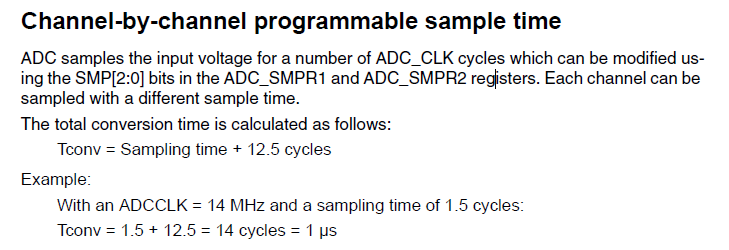 Channel-by-channel programmable sample time
ADC samples the input voltage for a number of ADC_CLK cycles which can be modified us-
ing the SMP[2:0] bits in the ADC_SMPR1 and ADC_SMPR2 registers. Each channel can be
sampled with a different sample time.
The total conversion time is calculated as follows:
Tconv = Sampling time + 12.5 cycles
Example:
With an ADCCLK = 14 MHz and a sampling time of 1.5 cycles:
Tconv = 1.5 + 12.5 = 14 cycles = 1 µs